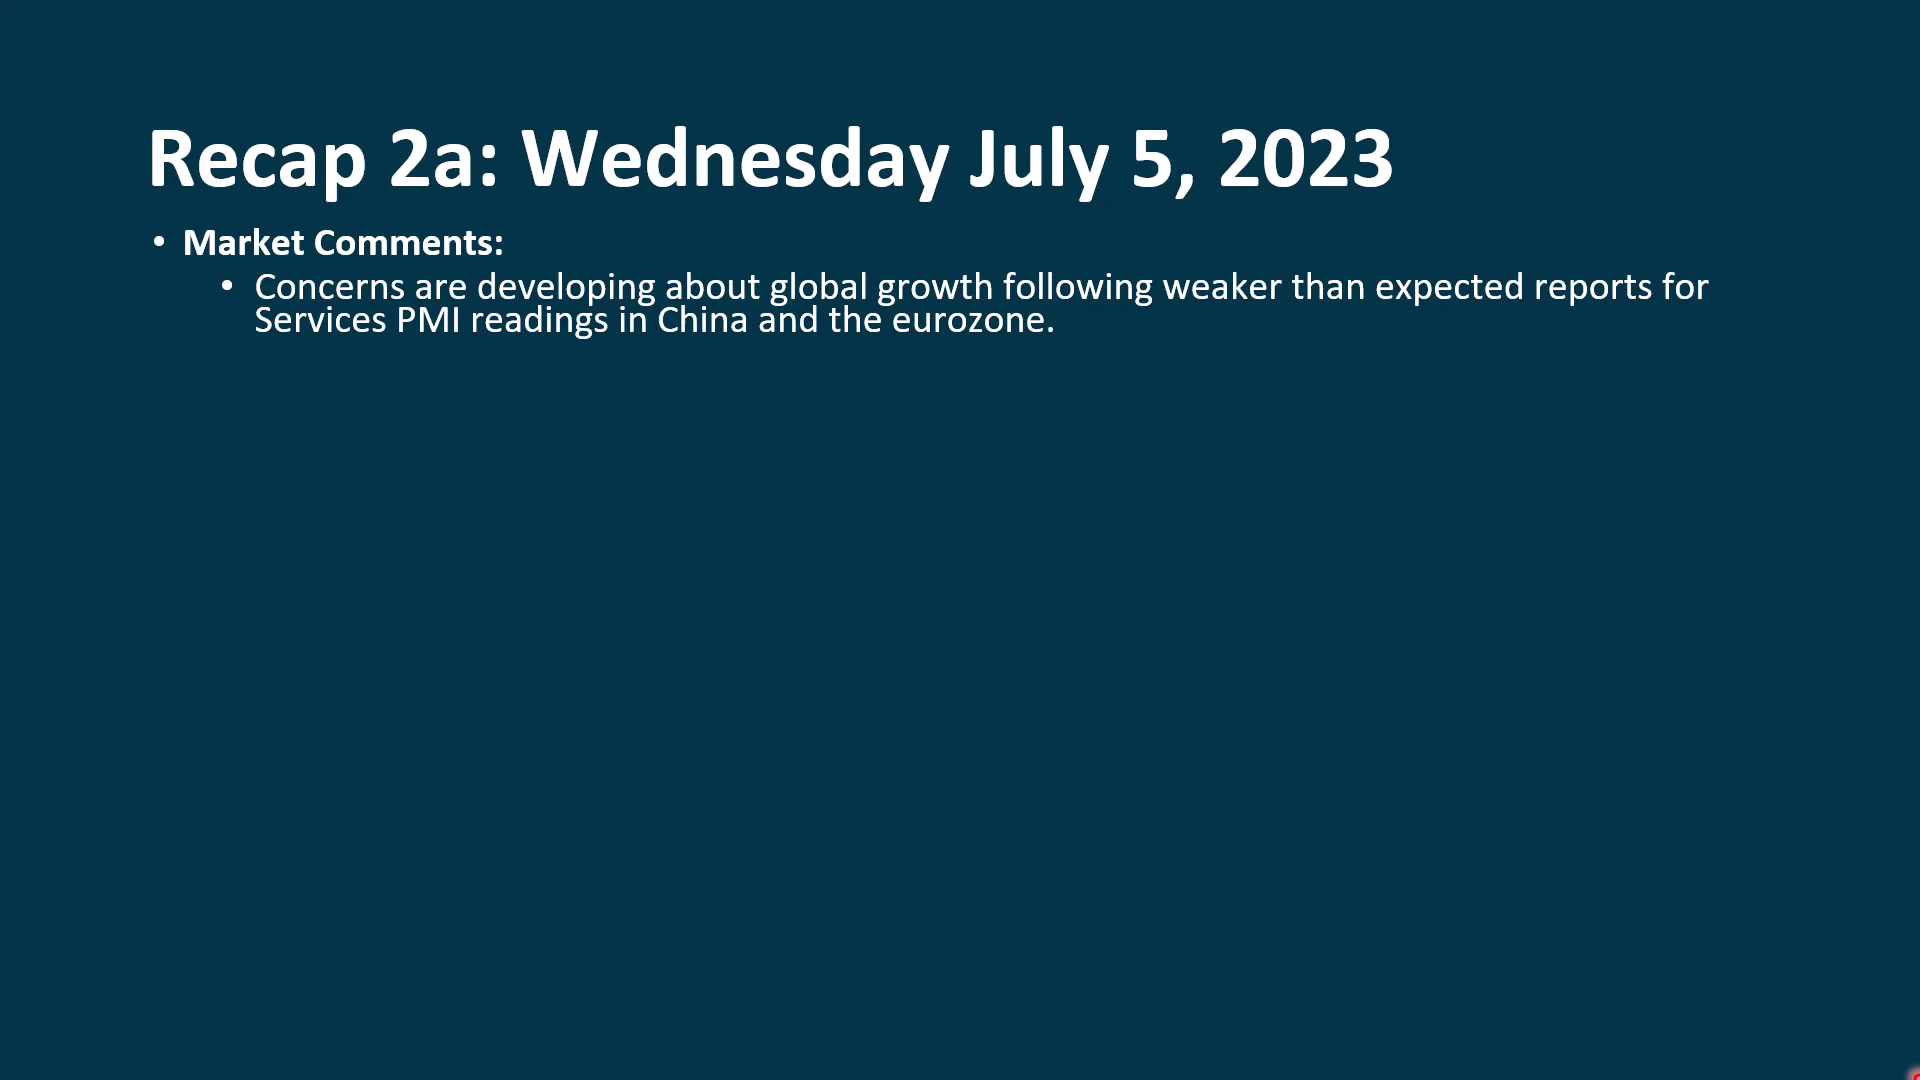 Recap 2a: Wednesday July 5, 2023
• Market Comments:
• Concerns are developing about global growth following weaker than expected reports for
Services PMI readings in China and the eurozone.